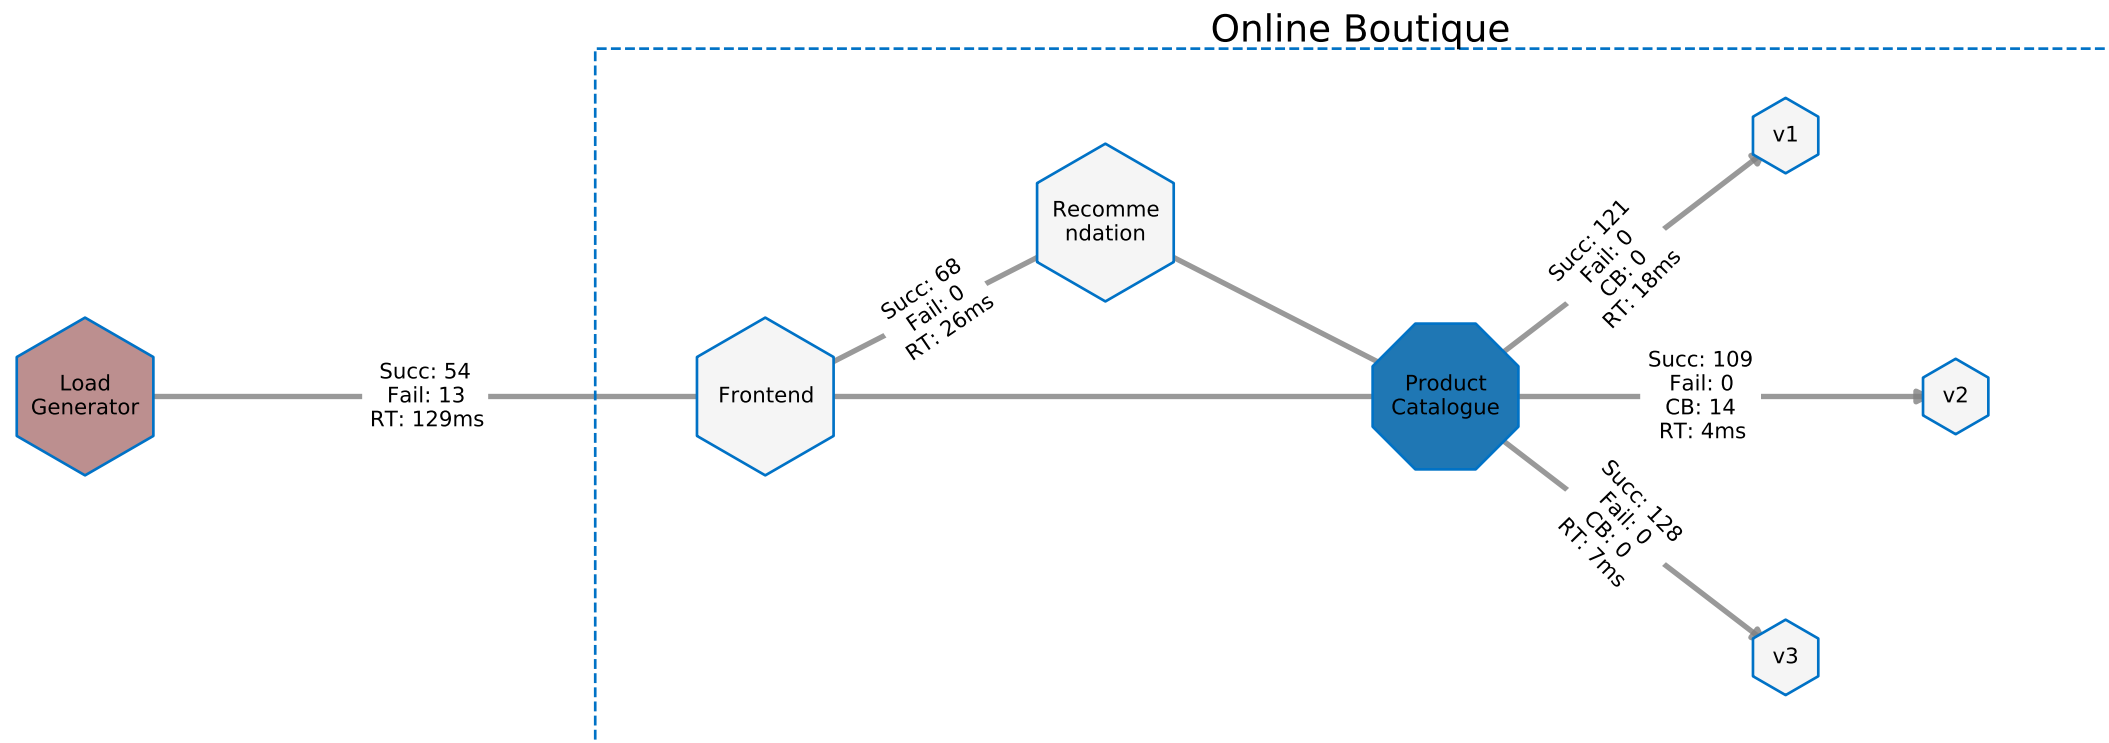 Online Boutique
Load
Generator
Succ: 54
Fail: 13
RT: 129ms
Frontend
Succ: 68
Fail: 0
RT: 26ms
Recomme
ndation
Product
Catalogue
Succ: 121
Fail: 0
CB: 0
RT: 18ms
v1
Succ: 109
Fail: 0
CB: 14
RT: 4ms
v2
Succ: 128
Fail: 0
CB: 0
RT: 7ms
v3